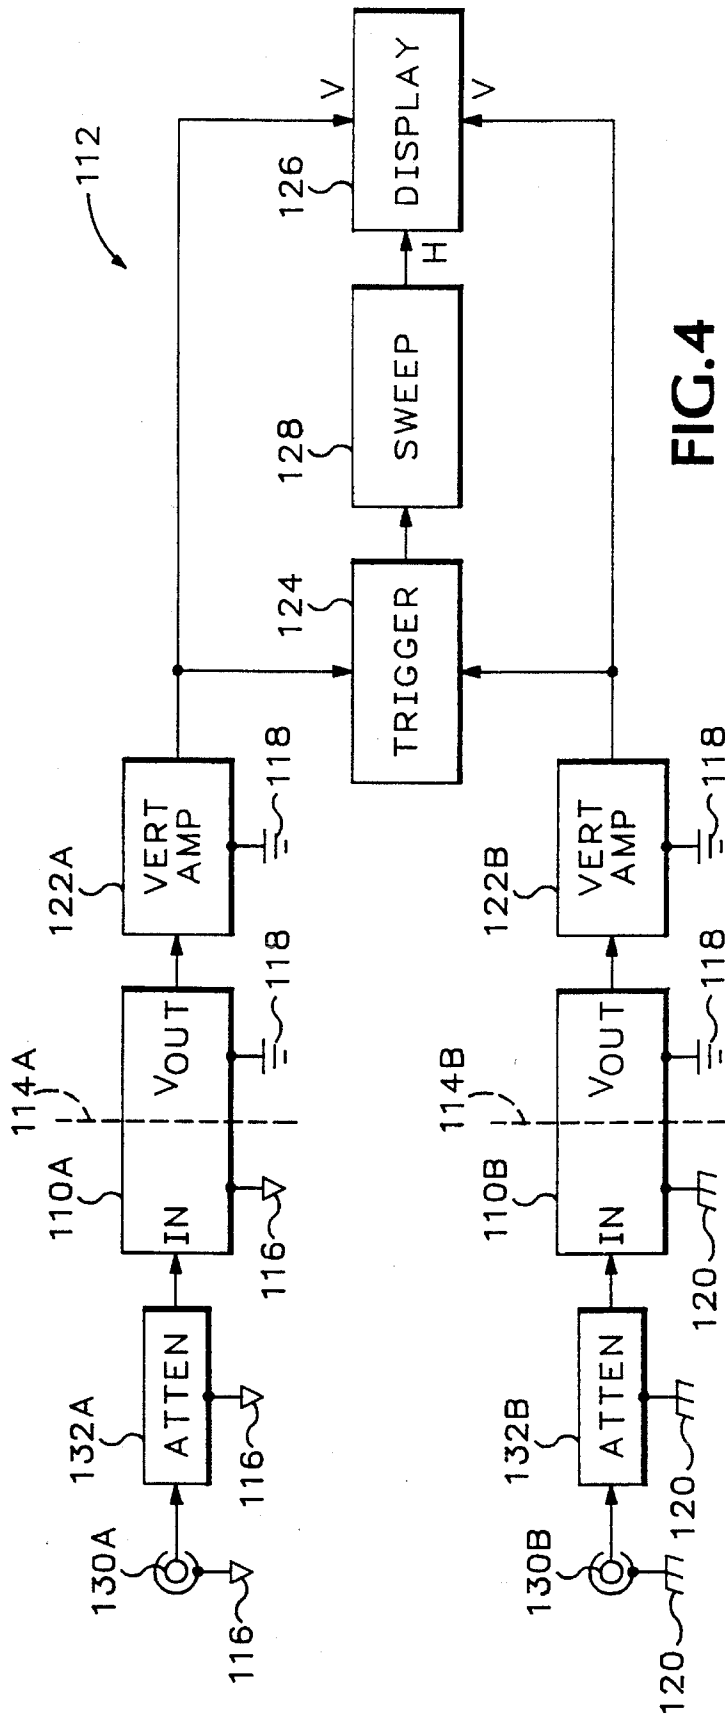 112
130A
116
132A
ATTEN
116
110A
IN
VOUT
114A
116
118
122A
VERT
AMP
118
124
TRIGGER
128
SWEEP
H
126
DISPLAY
V
V
130B
120
132B
ATTEN
120
110B
IN
VOUT
114B
120
118
122B
VERT
AMP
118
FIG.4